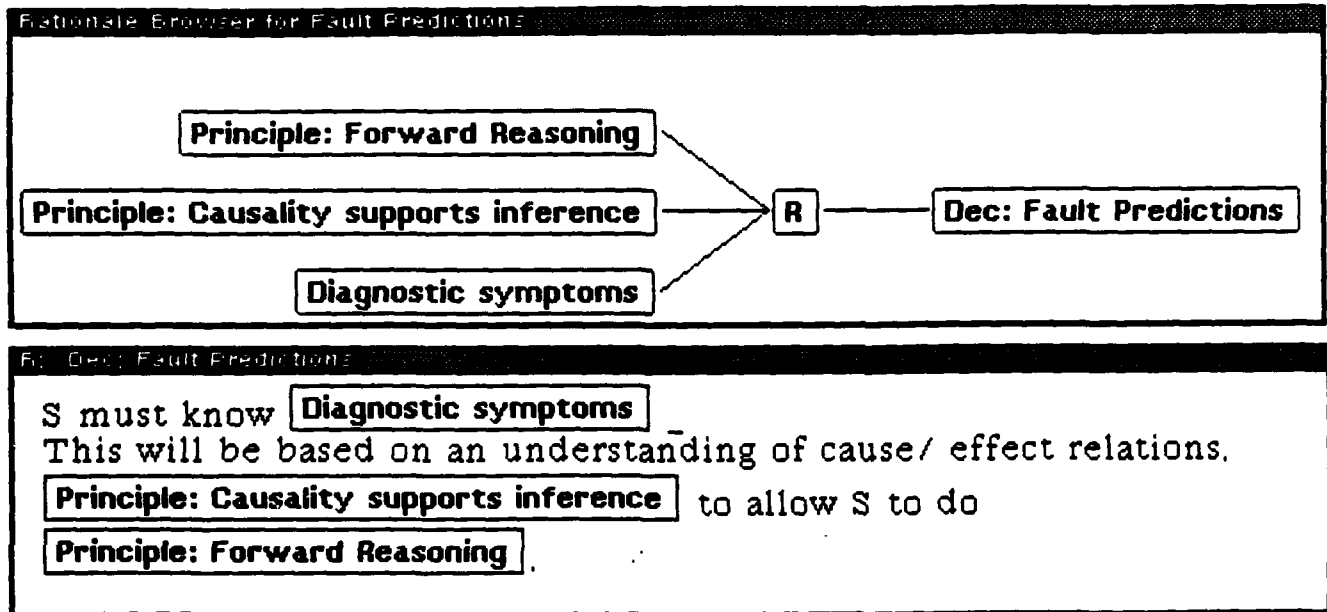 Rationale Browser for Fault Predictions
Principle: Forward Reasoning
Principle: Causality supports inference
R
Dec: Fault Predictions
Diagnostic symptoms
R: Dec: Fault Predictions
S must know Diagnostic symptoms
This will be based on an understanding of cause/ effect relations.
Principle: Causality supports inference to allow S to do
Principle: Forward Reasoning .